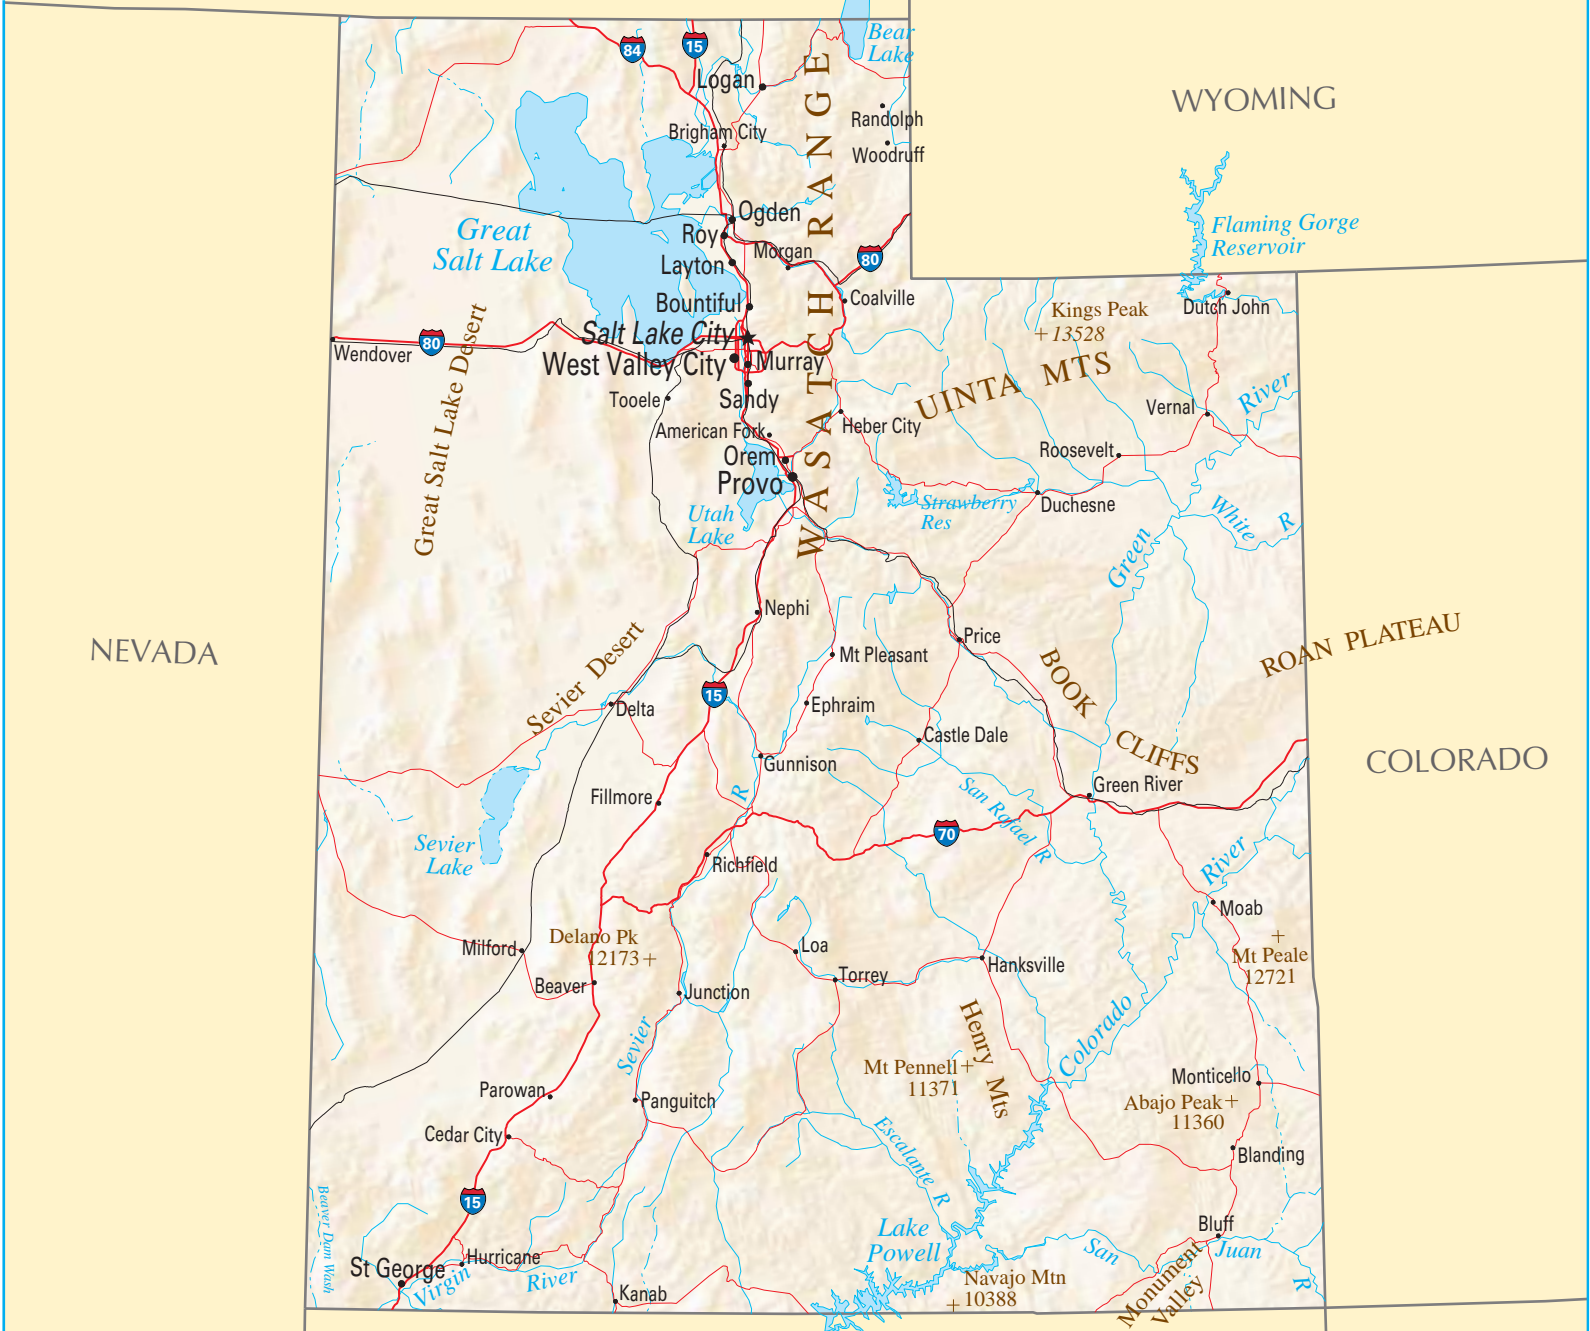 84
15
Bear
Lake
Logan
WYOMING
Randolph
Brigham City
Woodruff
WASATCH RANGE
Ogden
Great
Salt Lake
Roy
Morgan
Layton
80
Flaming Gorge
Reservoir
Bountiful
Coalville
Dutch John
Kings Peak
+13528
Salt Lake City
80
Wendover
West Valley City
Murray
UINTA MTS
Great Salt Lake Desert
Tooele
Sandy
Vernal
River
American Fork
Heber City
Orem
Roosevelt
Provo
Strawberry
Res
Duchesne
Utah
Lake
White R
Green
Nephi
NEVADA
Sevier Desert
Price
ROAN PLATEAU
Mt Pleasant
BOOK CLIFFS
15
Delta
Ephraim
Castle Dale
COLORADO
Gunnison
Green River
Fillmore
R
San Rafael R
70
Sevier
Lake
Richfield
River
Moab
Delano Pk
12173+
Milford
Loa
+
Mt Peale
12721
Hanksville
Torrey
Beaver
Junction
Henry Mts
Colorado
Sevier
Mt Pennell+
11371
Monticello
Parowan
Panguitch
Abajo Peak+
11360
Cedar City
Escalante R
Blanding
15
Beaver Dam Wash
Lake
Powell
Bluff
San Juan R
St George
Hurricane
Virgin River
Monument
Valley
Navajo Mtn
+10388
Kanab